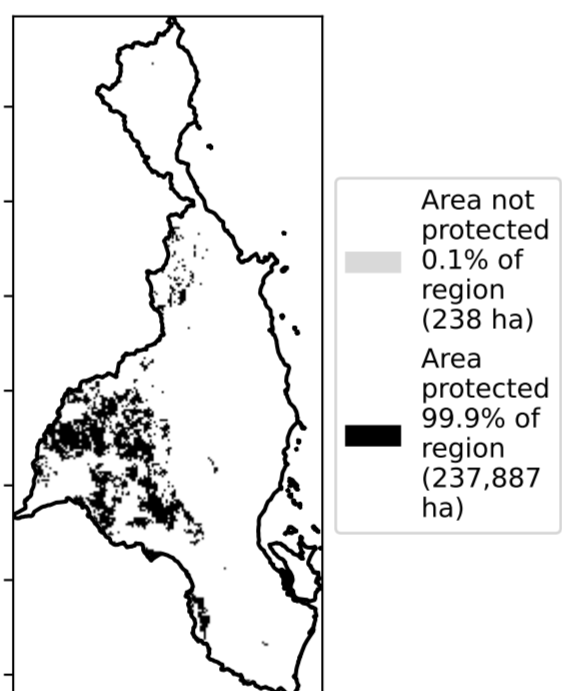 Area not
protected
0.1% of
region
(238 ha)
Area
protected
99.9% of
region
(237,887
ha)